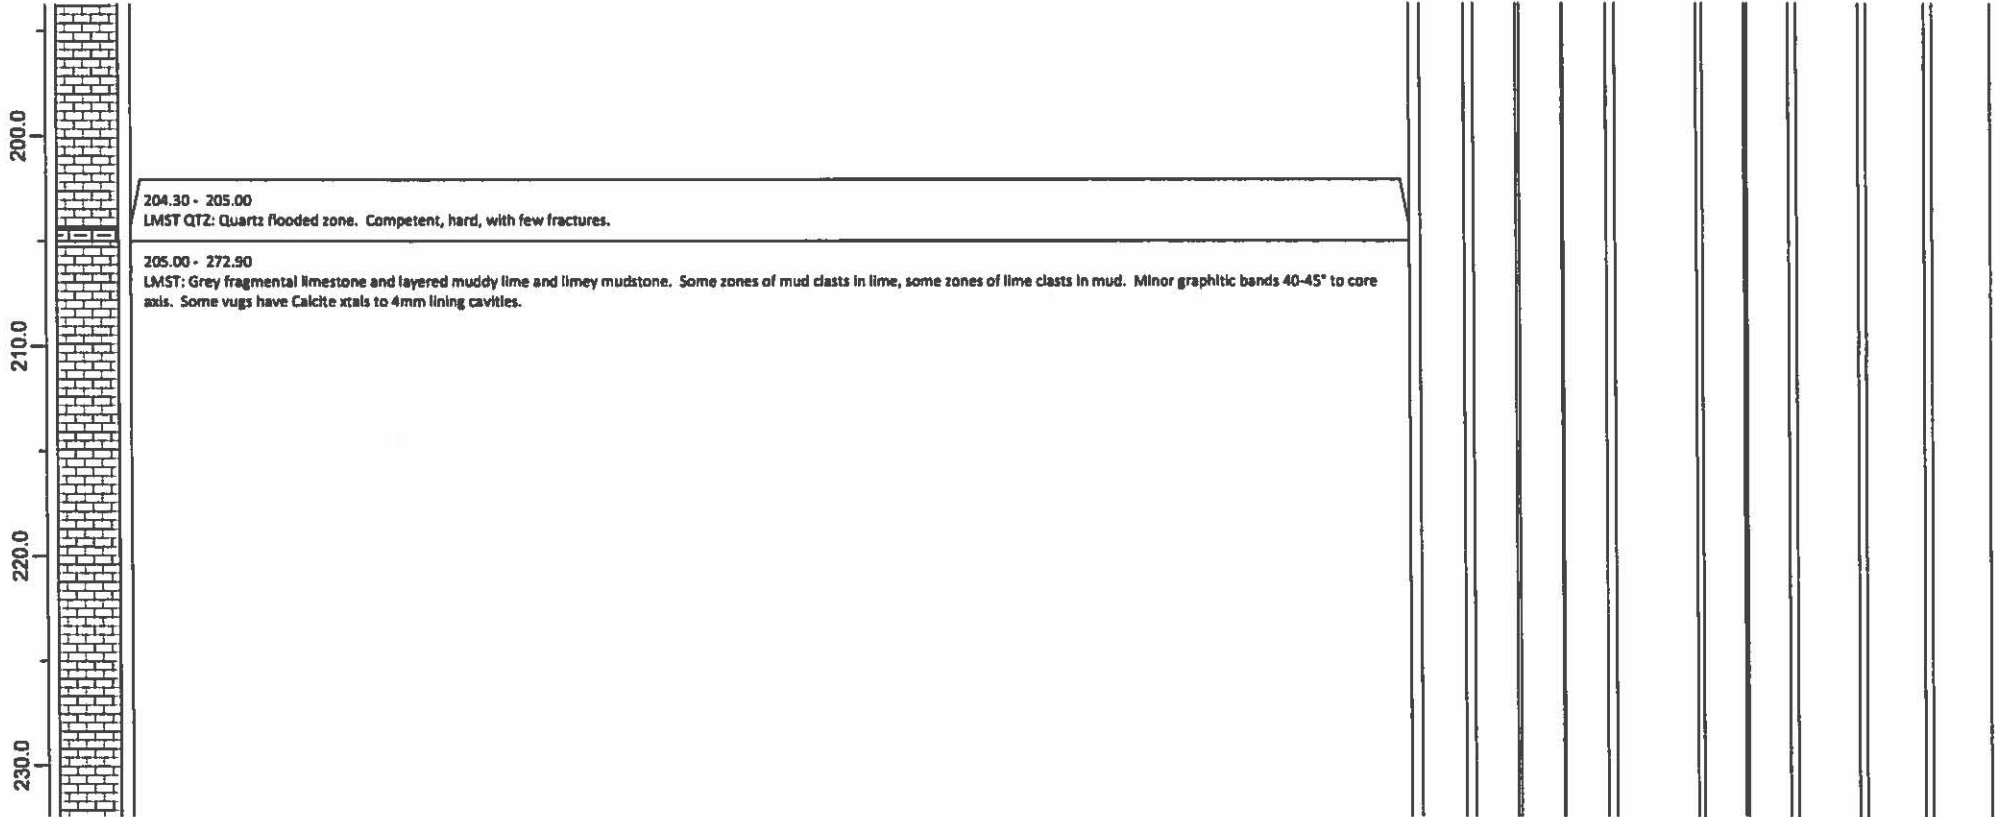 200.0
204.30 - 205.00
LMST QTZ: Quartz flooded zone. Competent, hard, with few fractures.
205.00 - 272.90
LMST: Grey fragmental limestone and layered muddy lime and limey mudstone. Some zones of mud clasts in lime, some zones of lime clasts in mud. Minor graphitic bands 40-45° to core
axis. Some vugs have Calcite xtals to 4mm lining cavities.
210.0
220.0
230.0